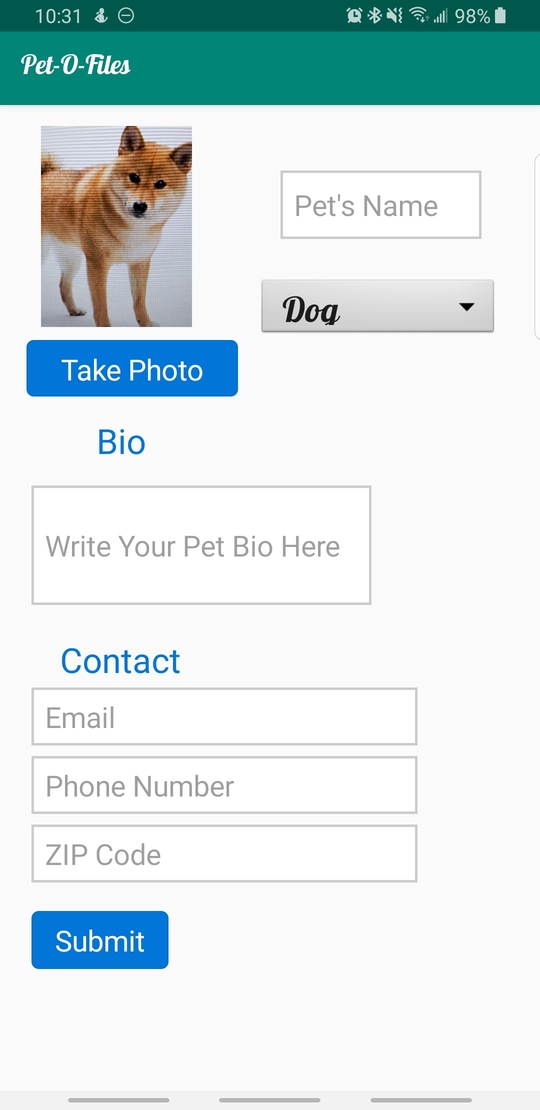 10:31
98%
Pet-O-Files
Pet's Name
Dog
Take Photo
Bio
Write Your Pet Bio Here
Contact
Email
Phone Number
ZIP Code
Submit